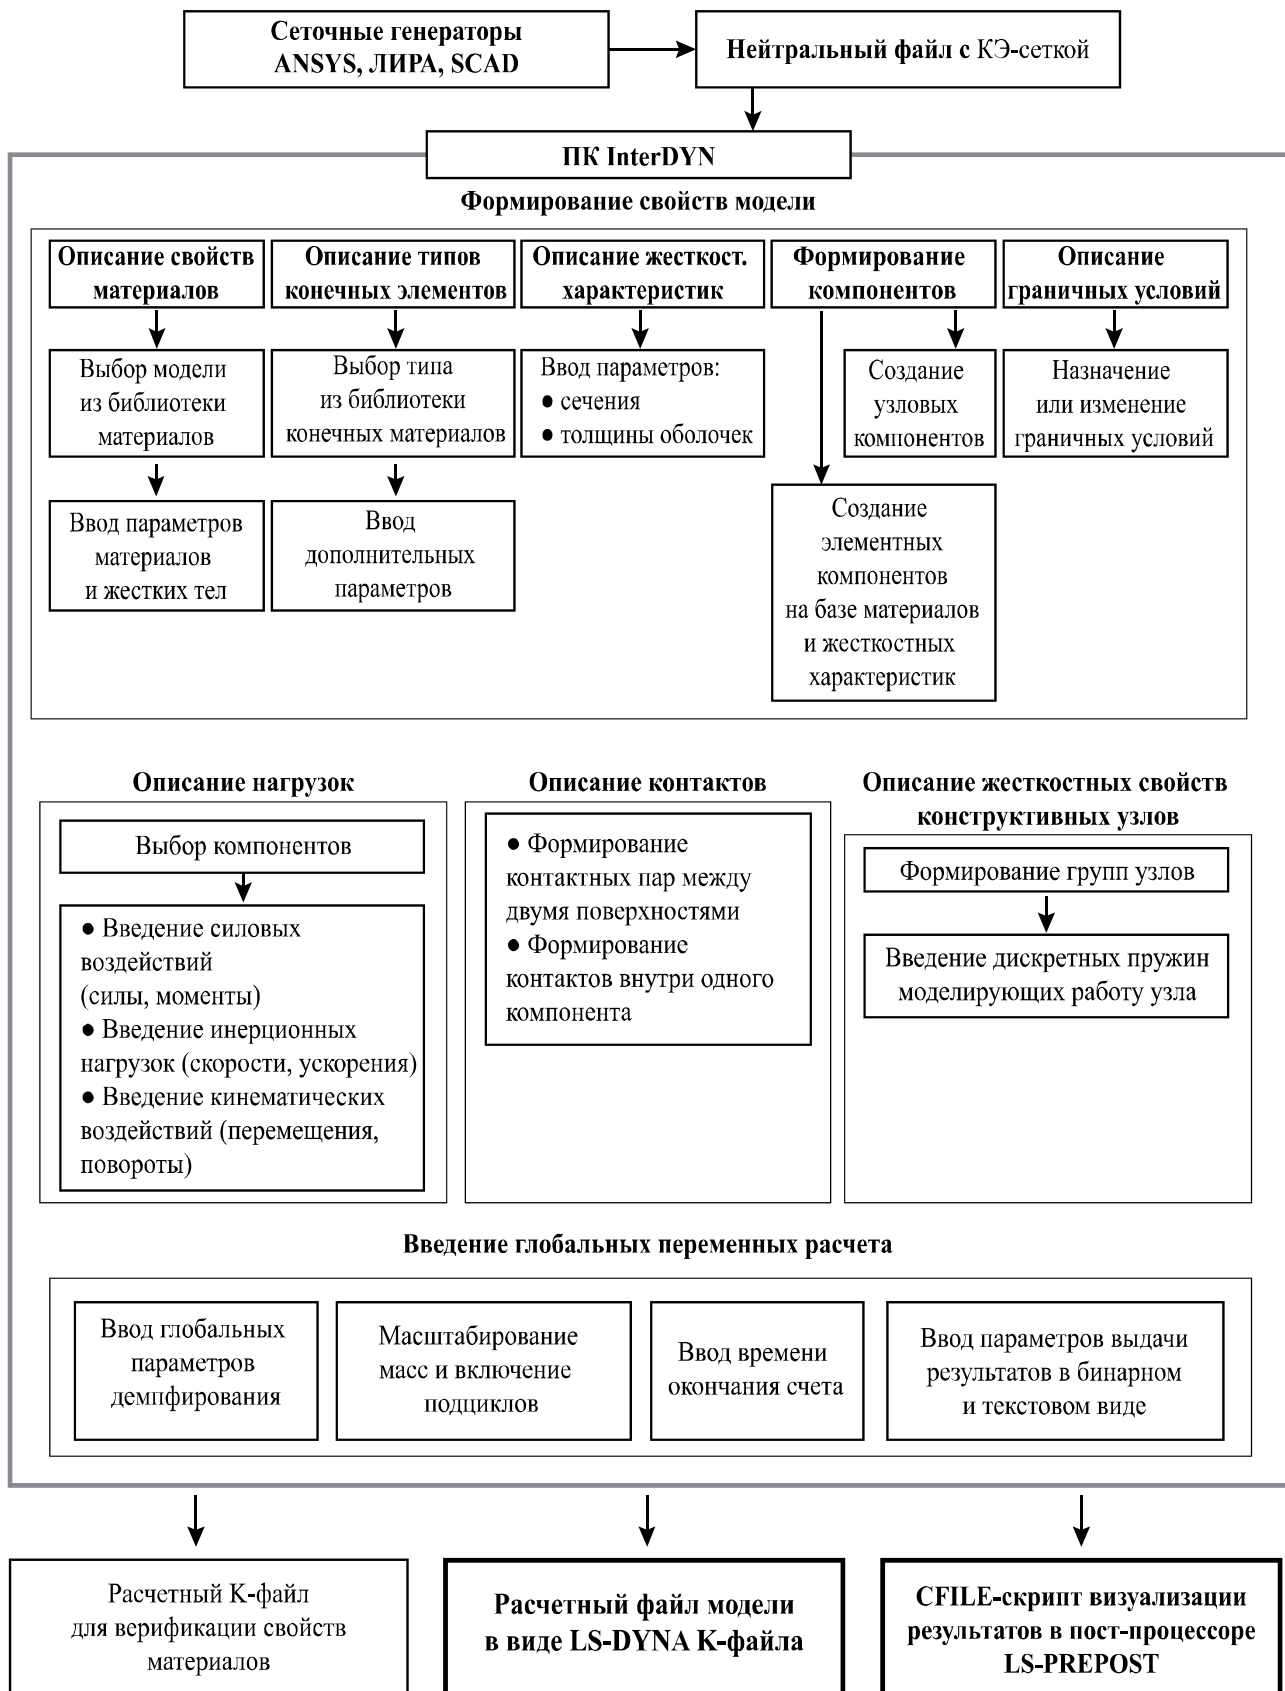 Сеточные генераторы
ANSYS, ЛИРА, SCAD
Нейтральный файл с КЭ-сеткой
ПК InterDYN
Формирование свойств модели
Описание свойств
материалов
Описание типов
конечных элементов
Описание жесткост.
характеристик
Формирование
компонентов
Описание
граничных условий
Выбор модели
из библиотеки
материалов
Выбор типа
из библиотеки
конечных материалов
Ввод параметров:
● сечения
● толщины оболочек
Создание
узловых
компонентов
Назначение
или изменение
граничных условий
Ввод параметров
материалов
и жестких тел
Ввод
дополнительных
параметров
Создание
элементных
компонентов
на базе материалов
и жесткостных
характеристик
Описание нагрузок
Выбор компонентов
● Введение силовых
воздействий
(силы, моменты)
● Введение инерционных
нагрузок (скорости, ускорения)
● Введение кинематических
воздействий (перемещения,
повороты)
Описание контактов
● Формирование
контактных пар между
двумя поверхностями
● Формирование
контактов внутри одного
компонента
Описание жесткостных свойств
конструктивных узлов
Формирование групп узлов
Введение дискретных пружин
моделирующих работу узла
Введение глобальных переменных расчета
Ввод глобальных
параметров
демпфирования
Масштабирование
масс и включение
подциклов
Ввод времени
окончания счета
Ввод параметров выдачи
результатов в бинарном
и текстовом виде
Расчетный K-файл
для верификации свойств
материалов
Расчетный файл модели
в виде LS-DYNA K-файла
CFILE-скрипт визуализации
результатов в пост-процессоре
LS-PREPOST